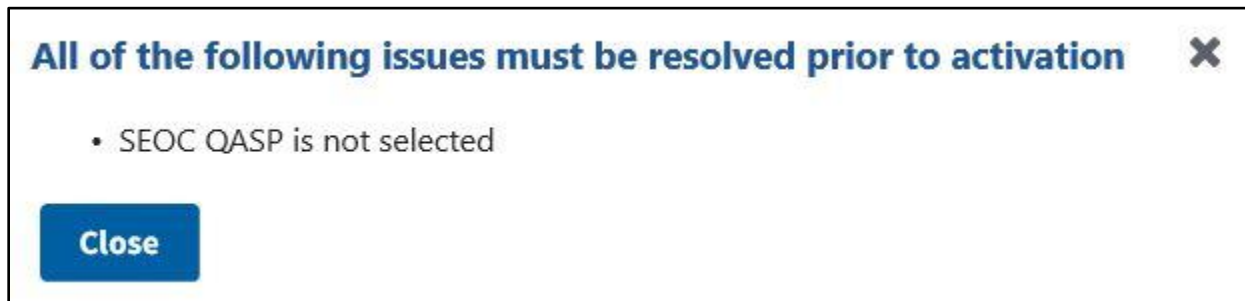 All of the following issues must be resolved prior to activation
• SEOC QASP is not selected
Close